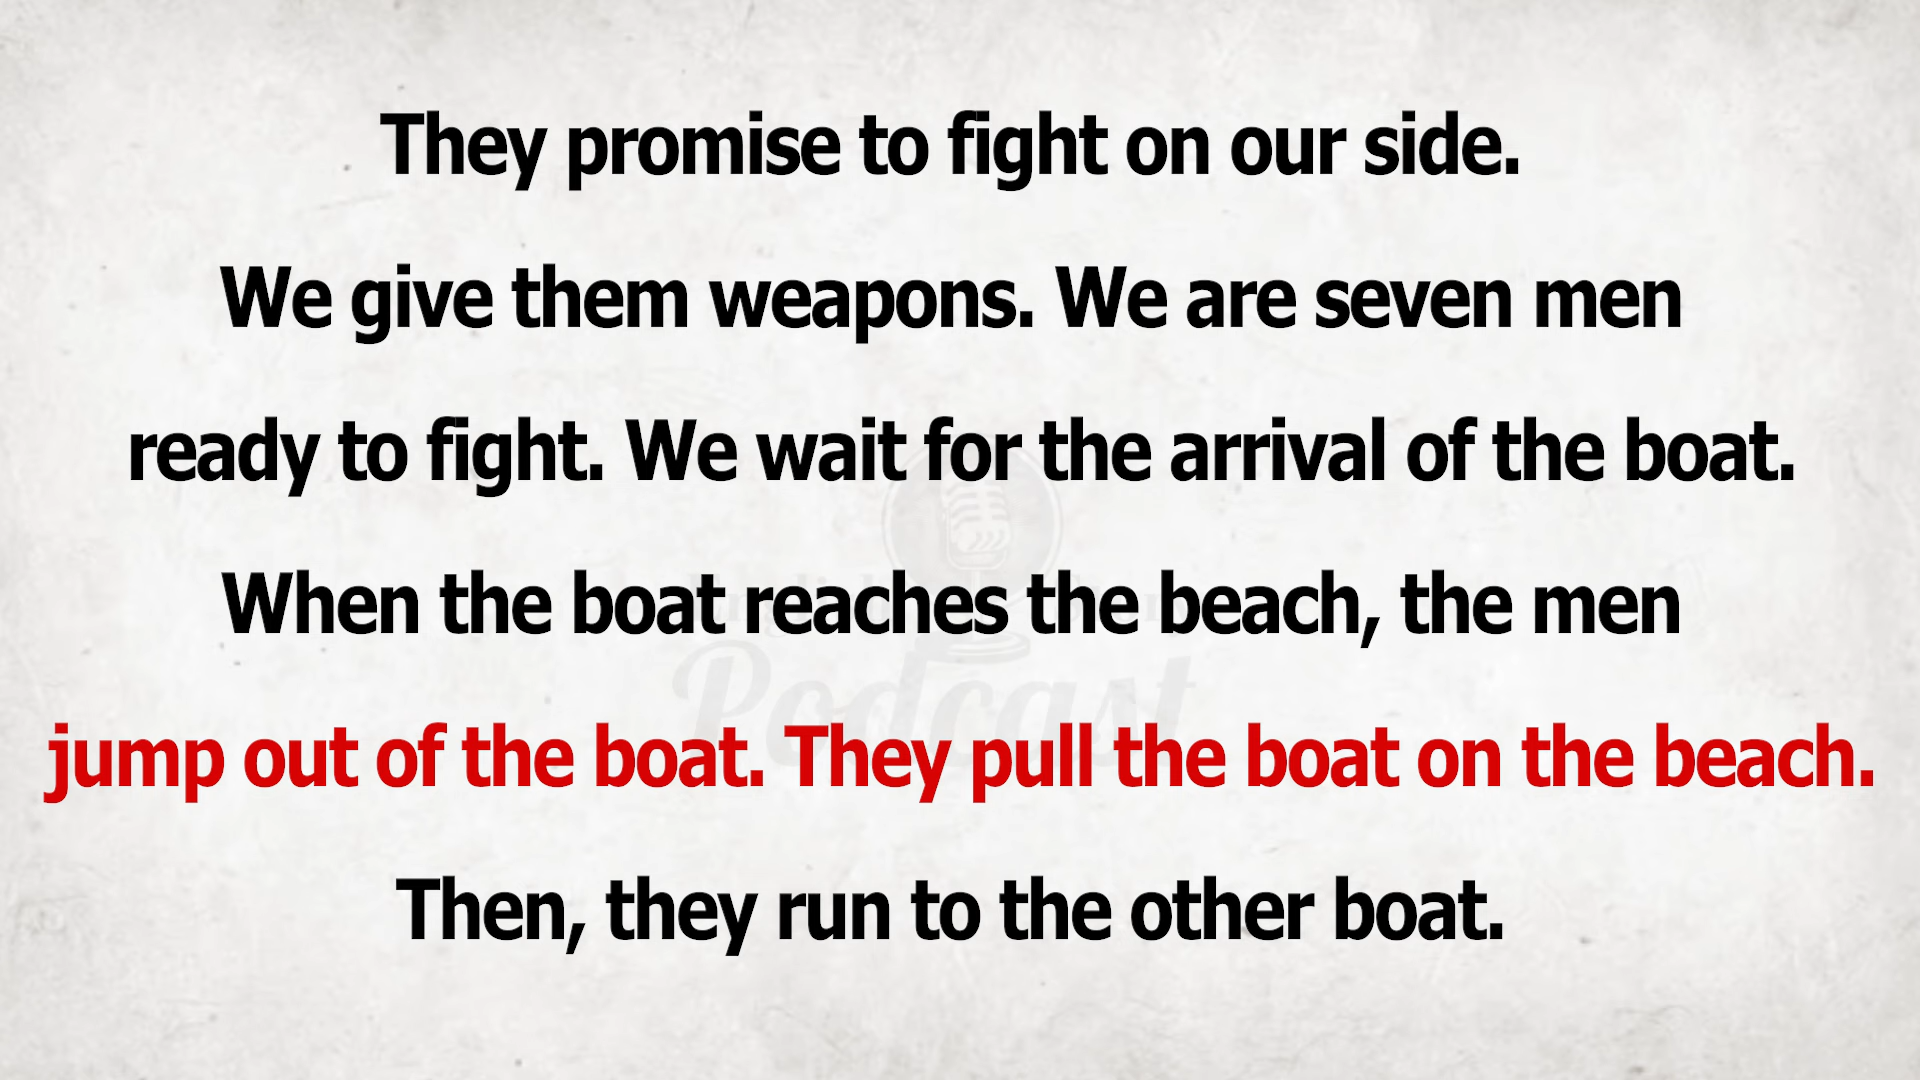 They promise to fight on our side.
We give them weapons. We are seven men
ready to fight. We wait for the arrival of the boat.
When the boat reaches the beach, the men
jump out of the boat. They pull the boat on the beach.
Then, they run to the other boat.
Podcast